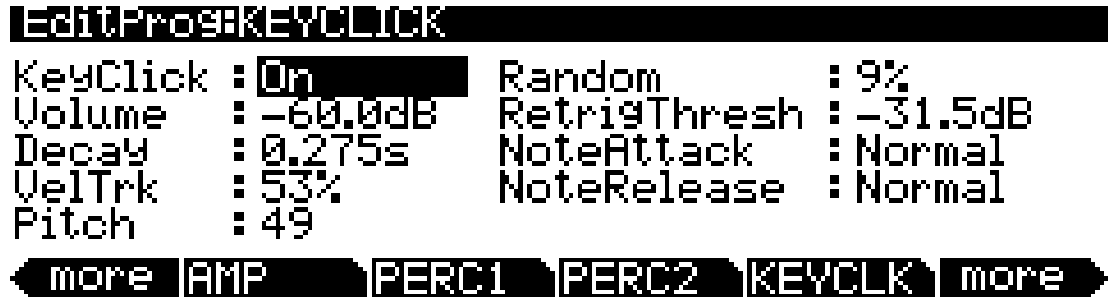 EditProg:KEYCLICK
KeyClick :On Random :9%
Volume :-60.0dB RetrigThresh :-31.5dB
Decay :0.275s NoteAttack :Normal
VelTrk :53% NoteRelease :Normal
Pitch :49
more AMP PERC1 PERC2 KEYCLK more